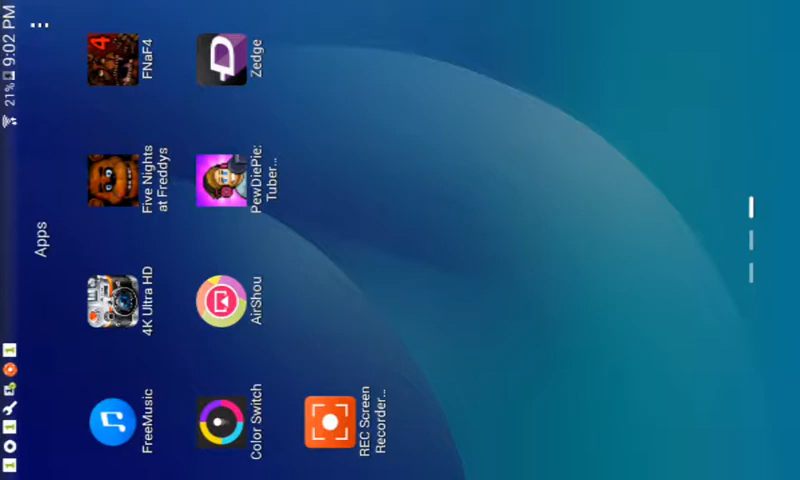 21% 9:02 PM
Apps
FreeMusic
4K Ultra HD
Five Nights
at Freddys
FNaF4
Color Switch
AirShou
PewDiePie:
Tuber...
Zedge
REC Screen
Recorder...